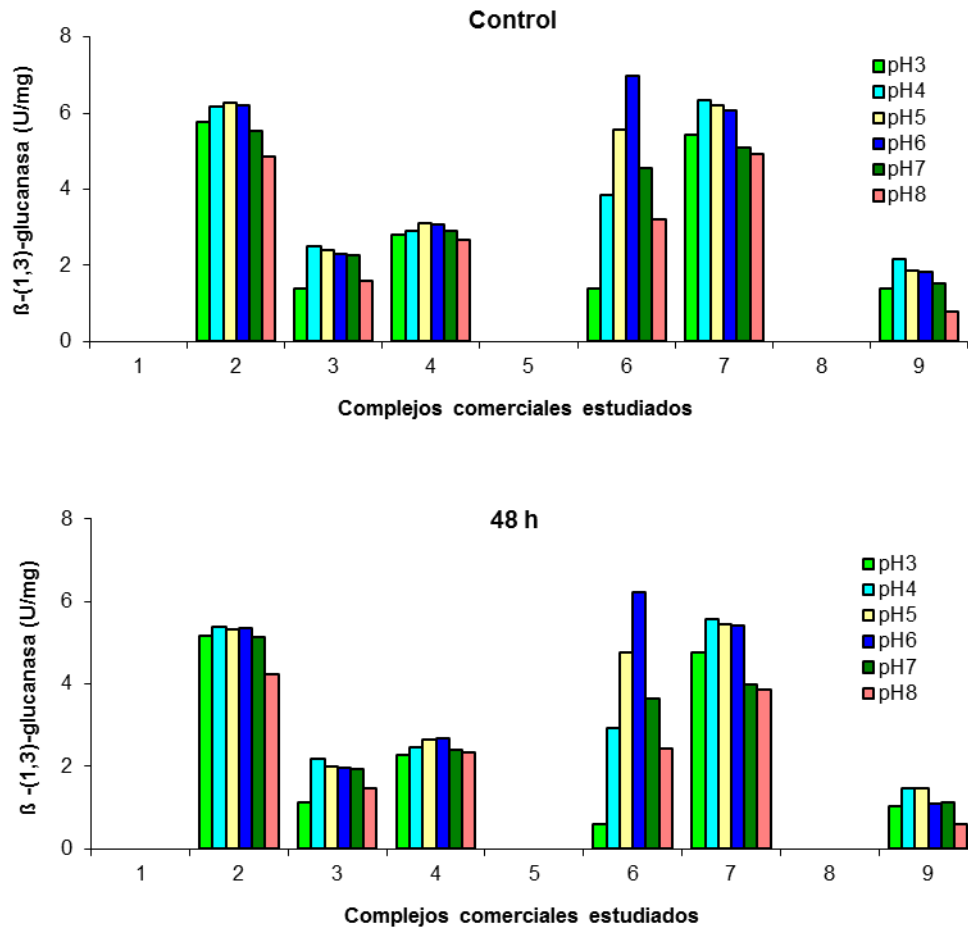 Control
ß-(1,3)-glucanasa (U/mg)
8
6
4
2
0
pH3
pH4
pH5
pH6
pH7
pH8
1 2 3 4 5 6 7 8 9
Complejos comerciales estudiados
48 h
ß -(1,3)-glucanasa (U/mg)
8
6
4
2
0
pH3
pH4
pH5
pH6
pH7
pH8
1 2 3 4 5 6 7 8 9
Complejos comerciales estudiados